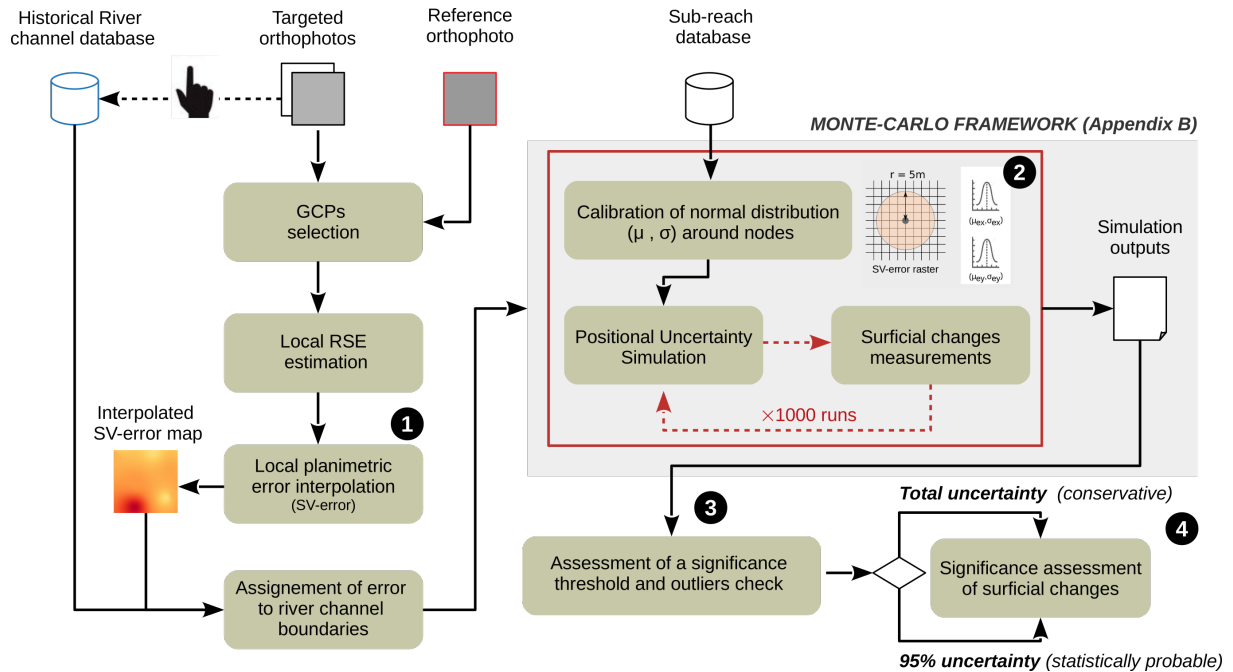 Historical River
channel database
Targeted
orthophotos
Reference
orthophoto
Sub-reach
database
MONTE-CARLO FRAMEWORK (Appendix B)
GCPs
selection
Local RSE
estimation
1
Interpolated
SV-error map
Local planimetric
error interpolation
(SV-error)
Assignement of error
to river channel
boundaries
2
Calibration of normal distribution
(μ , σ) around nodes
r = 5m
SV-error raster
(μex.σex)
(μey.σey)
Positional Uncertainty
Simulation
Surficial changes
measurements
×1000 runs
Simulation
outputs
3
Assessment of a significance
threshold and outliers check
Total uncertainty (conservative)
4
Significance assessment
of surficial changes
95% uncertainty (statistically probable)